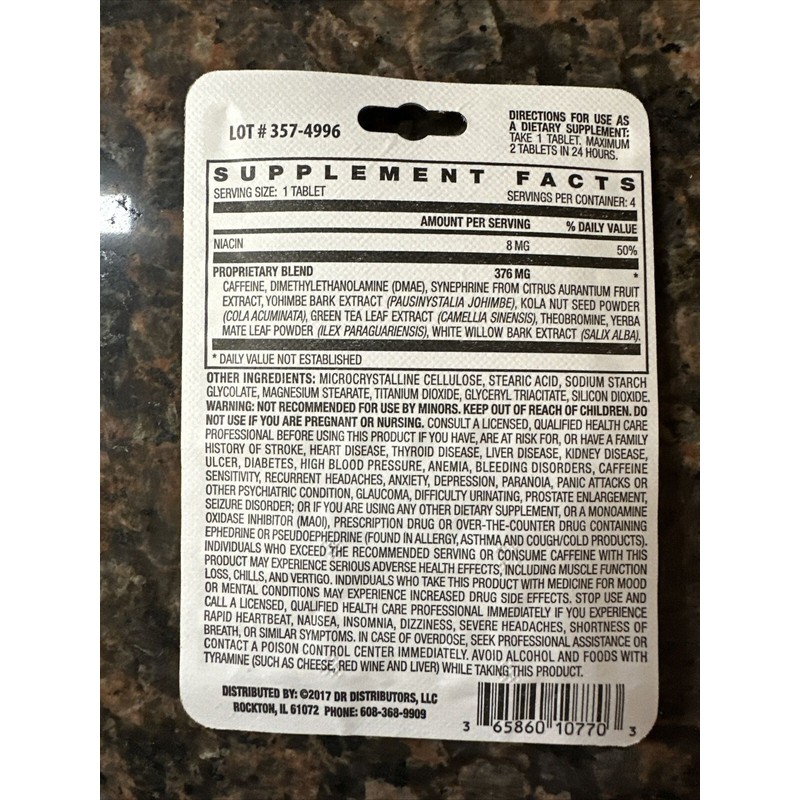 LOT # 357-4996
DIRECTIONS FOR USE AS
A DIETARY SUPPLEMENT:
TAKE 1 TABLET. MAXIMUM
2 TABLETS IN 24 HOURS.
SUPPLEMENT FACTS
SERVING SIZE: 1 TABLET SERVINGS PER CONTAINER: 4
AMOUNT PER SERVING % DAILY VALUE
NIACIN 8 MG 50%
PROPRIETARY BLEND 376 MG *
CAFFEINE, DIMETHYLETHANOLAMINE (DMAE), SYNEPHRINE FROM CITRUS AURANTIUM FRUIT
EXTRACT, YOHIMBE BARK EXTRACT (PAUSINYSTALIA JOHIMBE), KOLA NUT SEED POWDER
(COLA ACUMINATA), GREEN TEA LEAF EXTRACT (CAMELLIA SINENSIS), THEOBROMINE, YERBA
MATE LEAF POWDER (ILEX PARAGUARIENSIS), WHITE WILLOW BARK EXTRACT (SALIX ALBA).
* DAILY VALUE NOT ESTABLISHED
OTHER INGREDIENTS: MICROCRYSTALLINE CELLULOSE, STEARIC ACID, SODIUM STARCH
GLYCOLATE, MAGNESIUM STEARATE, TITANIUM DIOXIDE, GLYCERYL TRIACITATE, SILICON DIOXIDE.
WARNING: NOT RECOMMENDED FOR USE BY MINORS. KEEP OUT OF REACH OF CHILDREN. DO
NOT USE IF YOU ARE PREGNANT OR NURSING. CONSULT A LICENSED, QUALIFIED HEALTH CARE
PROFESSIONAL BEFORE USING THIS PRODUCT IF YOU HAVE, ARE AT RISK FOR, OR HAVE A FAMILY
HISTORY OF STROKE, HEART DISEASE, THYROID DISEASE, LIVER DISEASE, KIDNEY DISEASE,
ULCER, DIABETES, HIGH BLOOD PRESSURE, ANEMIA, BLEEDING DISORDERS, CAFFEINE
SENSITIVITY, RECURRENT HEADACHES, ANXIETY, DEPRESSION, PARANOIA, PANIC ATTACKS OR
OTHER PSYCHIATRIC CONDITION, GLAUCOMA, DIFFICULTY URINATING, PROSTATE ENLARGEMENT,
SEIZURE DISORDER; OR IF YOU ARE USING ANY OTHER DIETARY SUPPLEMENT, OR A MONOAMINE
OXIDASE INHIBITOR (MAOI), PRESCRIPTION DRUG OR OVER-THE-COUNTER DRUG CONTAINING
EPHEDRINE OR PSEUDOEPHEDRINE (FOUND IN ALLERGY, ASTHMA AND COUGH/COLD PRODUCTS).
INDIVIDUALS WHO EXCEED THE RECOMMENDED SERVING OR CONSUME CAFFEINE WITH THIS
PRODUCT MAY EXPERIENCE SERIOUS ADVERSE HEALTH EFFECTS, INCLUDING MUSCLE FUNCTION
LOSS, CHILLS, AND VERTIGO. INDIVIDUALS WHO TAKE THIS PRODUCT WITH MEDICINE FOR MOOD
OR MENTAL CONDITIONS MAY EXPERIENCE INCREASED DRUG SIDE EFFECTS. STOP USE AND
CALL A LICENSED, QUALIFIED HEALTH CARE PROFESSIONAL IMMEDIATELY IF YOU EXPERIENCE
RAPID HEARTBEAT, NAUSEA, INSOMNIA, DIZZINESS, SEVERE HEADACHES, SHORTNESS OF
BREATH, OR SIMILAR SYMPTOMS. IN CASE OF OVERDOSE, SEEK PROFESSIONAL ASSISTANCE OR
CONTACT A POISON CONTROL CENTER IMMEDIATELY. AVOID ALCOHOL AND FOODS WITH
TYRAMINE (SUCH AS CHEESE, RED WINE AND LIVER) WHILE TAKING THIS PRODUCT.
DISTRIBUTED BY: ©2017 DR DISTRIBUTORS, LLC
ROCKTON, IL 61072 PHONE: 608-368-9909
3 65860 10770 3